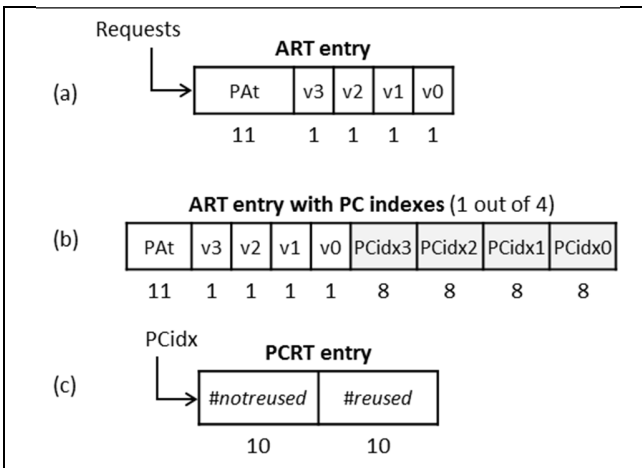 Requests
ART entry
(a)
PAt v3 v2 v1 v0
11 1 1 1 1
ART entry with PC indexes (1 out of 4)
(b)
PAt v3 v2 v1 v0 PCidx3 PCidx2 PCidx1 PCidx0
11 1 1 1 1 8 8 8 8
PCidx
PCRT entry
(c)
#notreused #reused
10 10